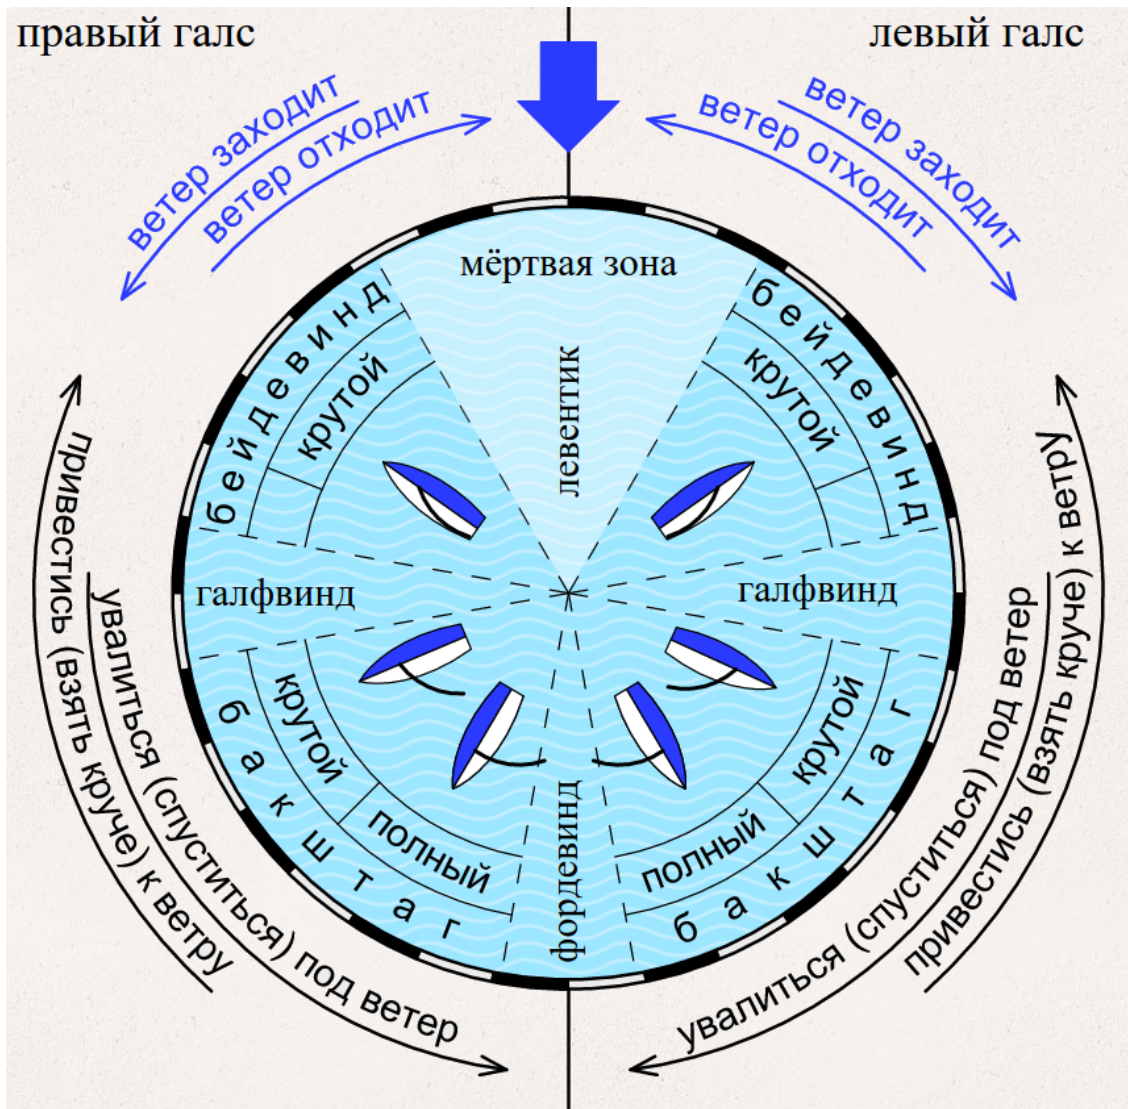 правый галс
левый галс
ветер заходит
ветер отходит
ветер заходит
ветер отходит
мёртвая зона
левентик
бейдевинд
крутой
бейдевинд
крутой
галфвинд
галфвинд
крутой
полный
бакштаг
крутой
полный
бакштаг
фордевинд
привестись (взять круче) к ветру
увалиться (спуститься) под ветер
увалиться (спуститься) под ветер
привестись (взять круче) к ветру